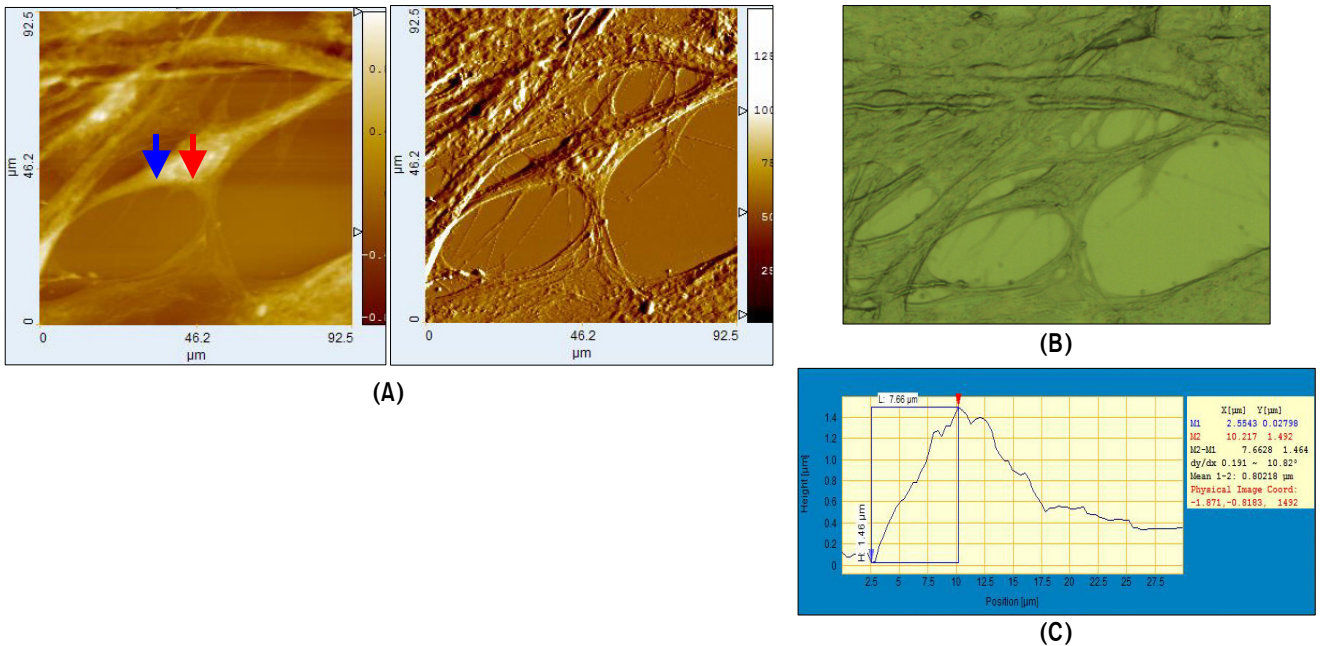 92.5
46.2
0
µm
0
46.2
92.5
µm
92.5
46.2
0
µm
125
100
75
50
25
0
46.2
92.5
µm
(A)
(B)
L: 7.66 µm
H: 1.46 µm
Height [µm]
1.4
1.2
1.0
0.8
0.6
0.4
0.2
0
2.5 5 7.5 10 12.5 15 17.5 20 22.5 25 27.5
Position [µm]
X[µm] Y[µm]
M1 2.5543 0.02798
M2 10.217 1.492
M2-M1 7.6628 1.464
dy/dx 0.191 ~ 10.82°
Mean 1-2: 0.80218 µm
Physical Image Coord:
-1.871,-0.8183, 1492
(C)